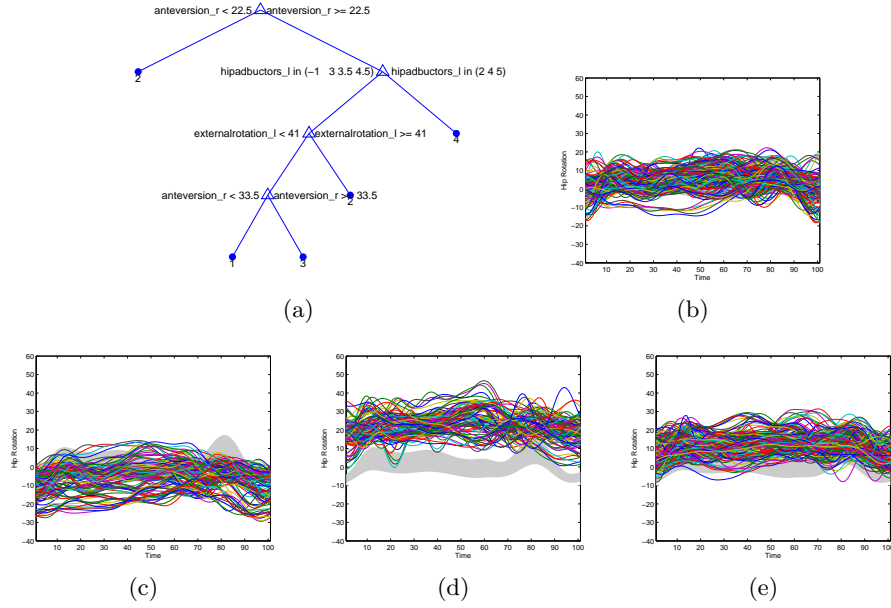 anteversion_r < 22.5 anteversion_r >= 22.5
2
hipadbuctors_l in (−1 3 3.5 4.5) hipadbuctors_l in (2 4 5)
externalrotation_l < 41 externalrotation_l >= 41
4
anteversion_r < 33.5 anteversion_r >= 33.5
2
1
3
(a)
60
50
40
30
20
10
0
−10
−20
−30
−40
Hip Rotation
10 20 30 40 50 60 70 80 90 100
Time
(b)
60
50
40
30
20
10
0
−10
−20
−30
−40
Hip Rotation
10 20 30 40 50 60 70 80 90 100
Time
(c)
60
50
40
30
20
10
0
−10
−20
−30
−40
Hip Rotation
10 20 30 40 50 60 70 80 90 100
Time
(d)
60
50
40
30
20
10
0
−10
−20
−30
−40
Hip Rotation
10 20 30 40 50 60 70 80 90 100
Time
(e)